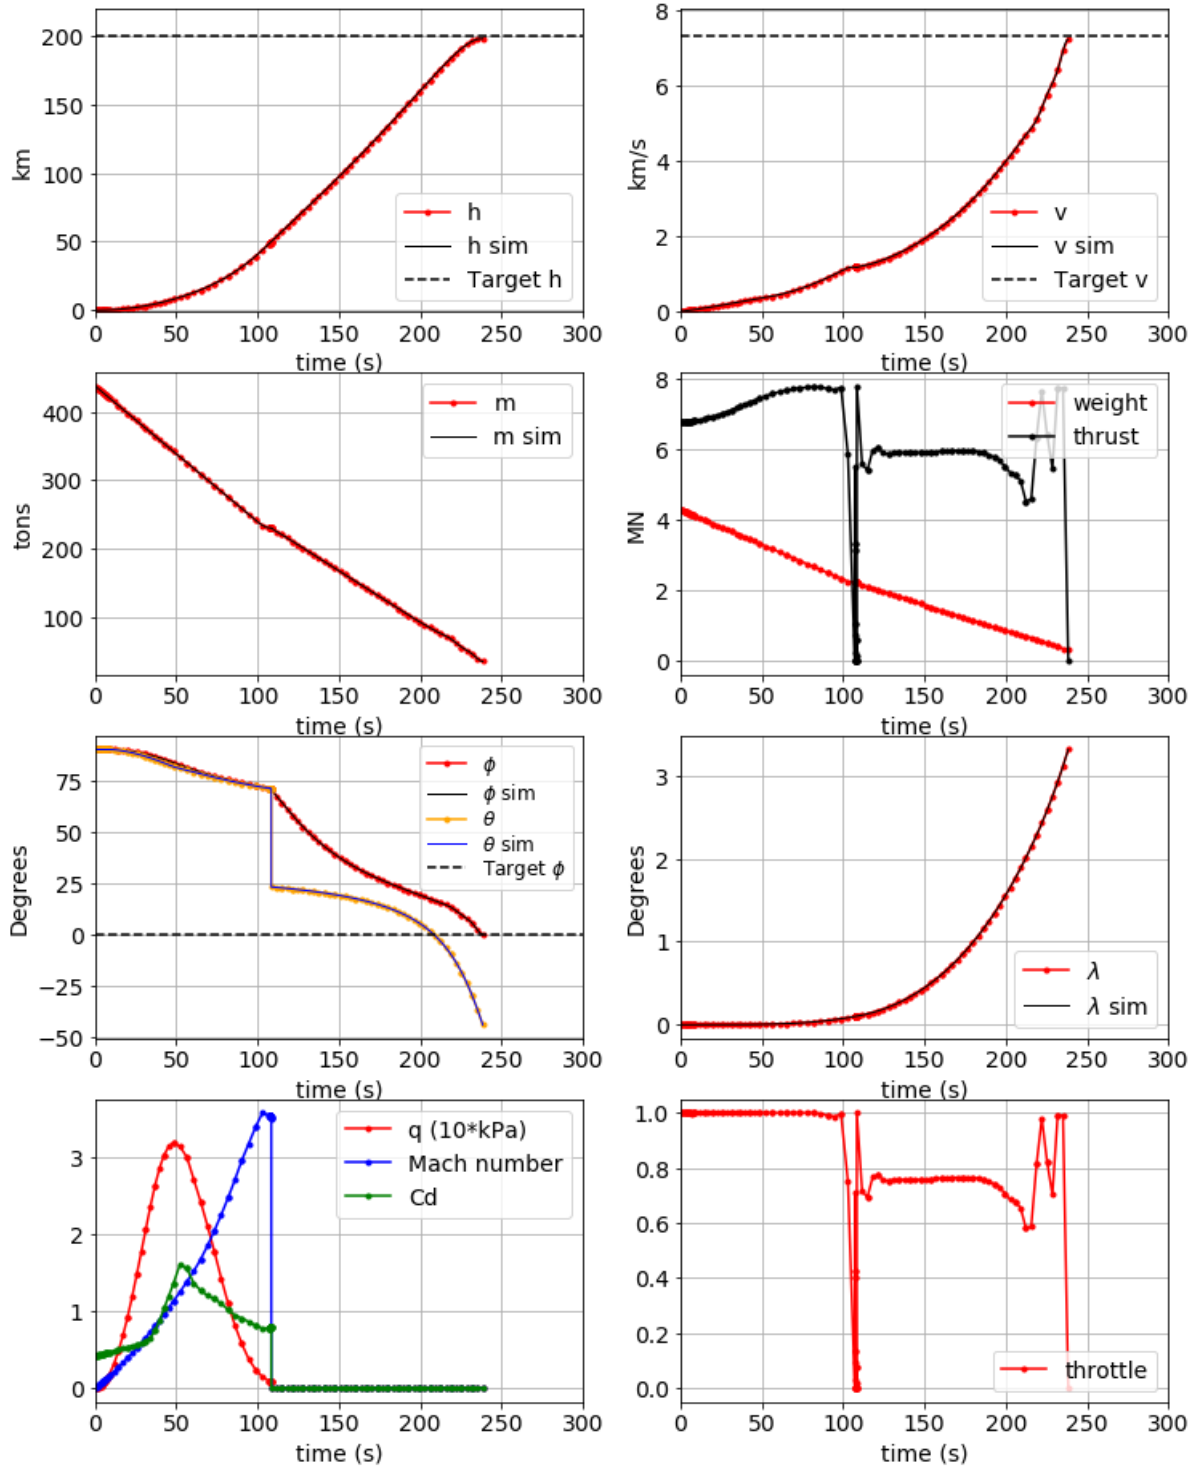 200
150
100
50
0
km
h
h sim
Target h
0 50 100 150 200 250 300
time (s)
8
6
4
2
0
km/s
v
v sim
Target v
0 50 100 150 200 250 300
time (s)
400
300
200
100
tons
m
m sim
0 50 100 150 200 250 300
time (s)
8
6
4
2
0
MN
weight
thrust
0 50 100 150 200 250 300
time (s)
75
50
25
0
−25
−50
Degrees
ϕ
ϕ sim
θ
θ sim
Target ϕ
0 50 100 150 200 250 300
time (s)
3
2
1
0
Degrees
λ
λ sim
0 50 100 150 200 250 300
time (s)
3
2
1
0
q (10*kPa)
Mach number
Cd
0 50 100 150 200 250 300
time (s)
1.0
0.8
0.6
0.4
0.2
0.0
throttle
0 50 100 150 200 250 300
time (s)